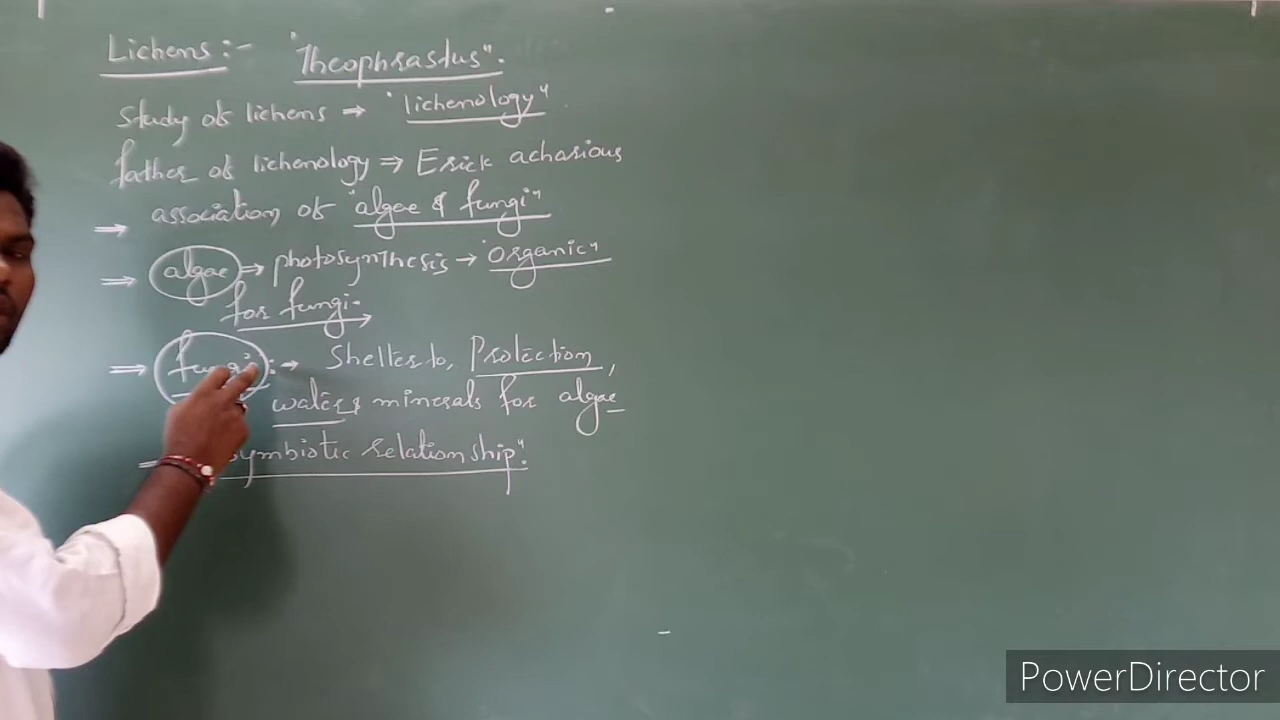 Lichens:- "Theophrastus".
Study of lichens → "lichenology"
father of lichenology ⇒ Erick acharious
⇒ association of "algae & fungi"
⇒ algae ⇒ photosynthesis → "organic"
for fungi.
⇒ fungi :→ Shelter to, Protection,
water & minerals for algae
symbiotic relationship".
PowerDirector